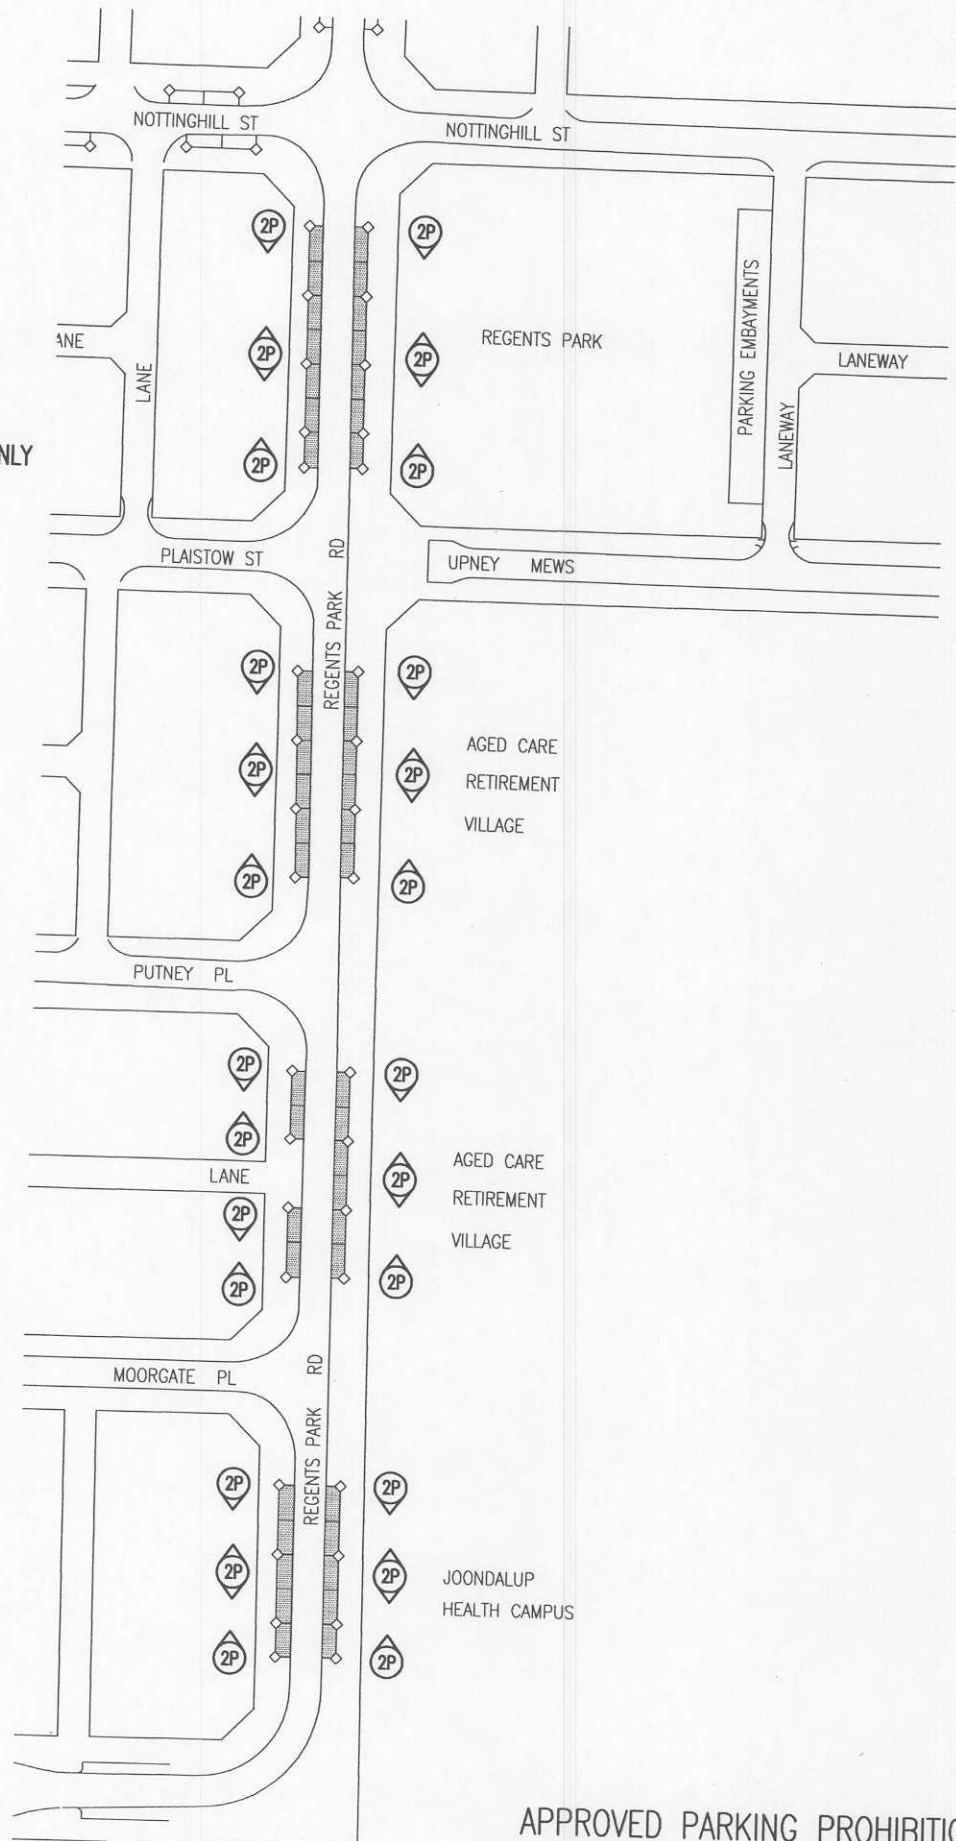 NOTTINGHILL ST
NOTTINGHILL ST
2P
2P
PARKING EMBAYMENTS
REGENTS PARK
ANE
LANE
2P
2P
LANEWAY
LANEWAY
NLY
2P
2P
PLAISTOW ST
REGENTS PARK RD
UPNEY MEWS
2P
2P
AGED CARE
RETIREMENT
VILLAGE
2P
2P
2P
2P
PUTNEY PL
2P
2P
2P
AGED CARE
RETIREMENT
VILLAGE
LANE
2P
2P
2P
2P
MOORGATE PL
REGENTS PARK RD
2P
2P
2P
2P
JOONDALUP
HEALTH CAMPUS
2P
2P
APPROVED PARKING PROHIBITIO